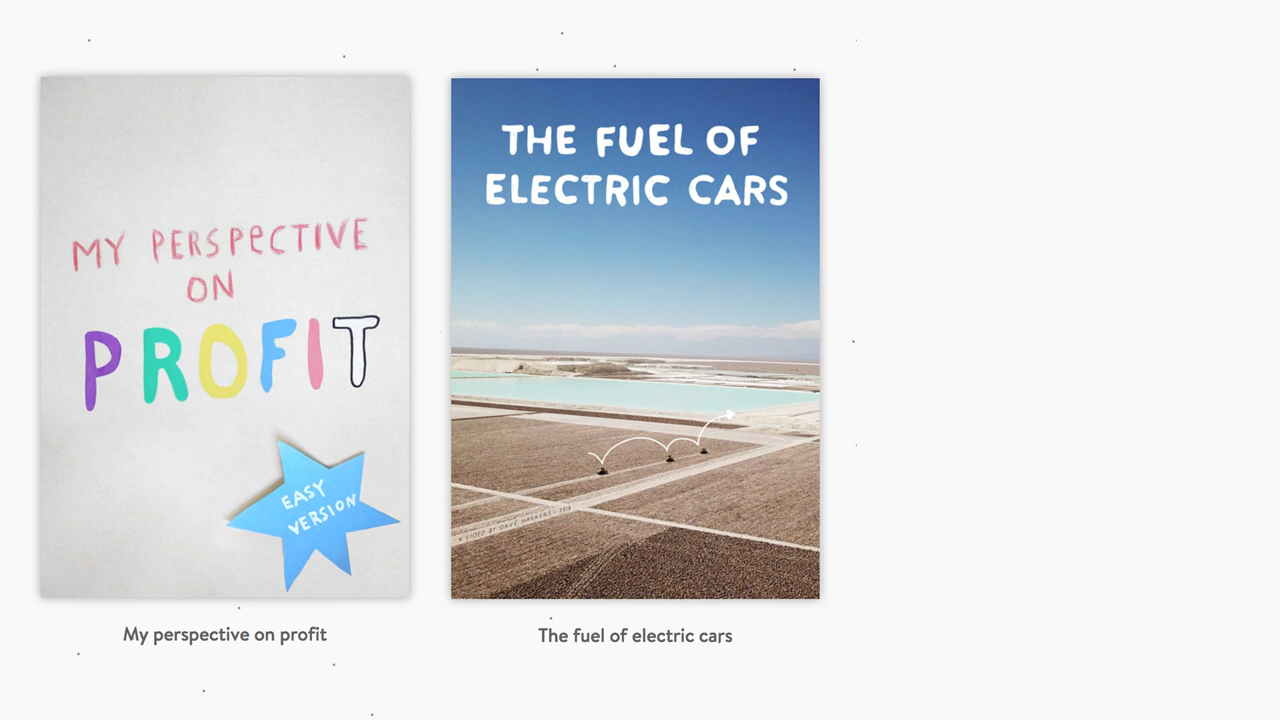 MY PERSPECTIVE
ON
PROFIT
EASY
VERSION
My perspective on profit
THE FUEL OF
ELECTRIC CARS
A VIDEO BY DAVE HAKKENS - 2018
The fuel of electric cars